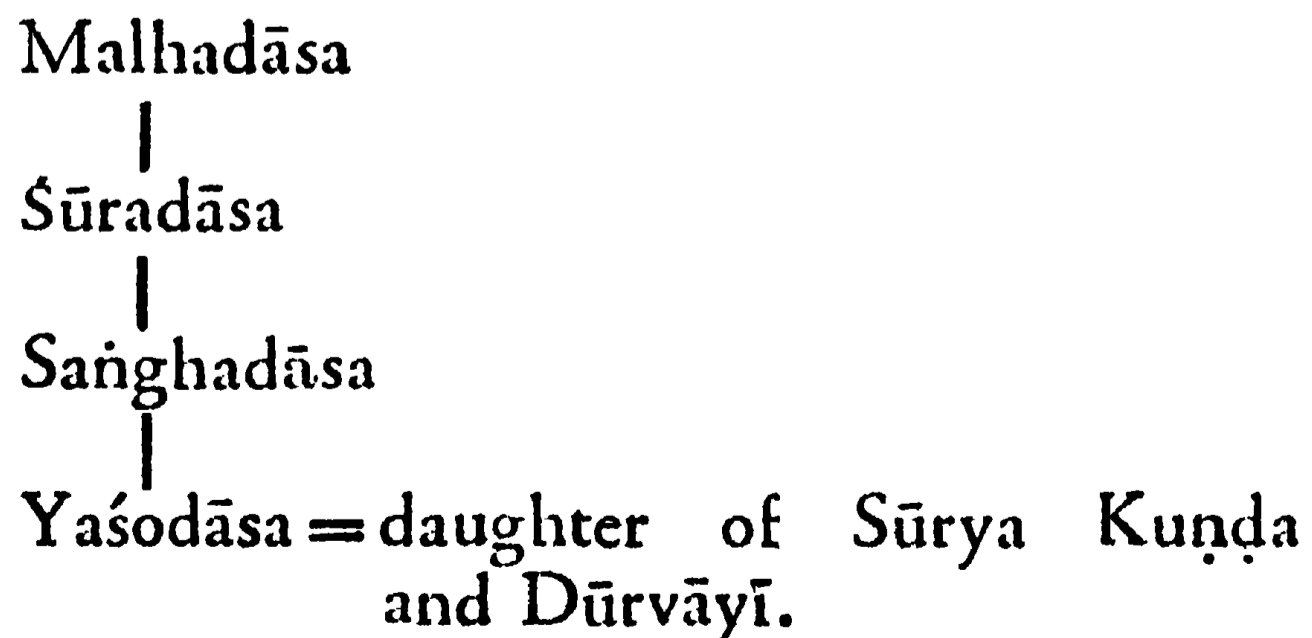 Malhadāsa
Śūradāsa
Saṅghadāsa
Yaśodāsa = daughter of Sūrya Kuṇḍa
and Dūrvāyī.